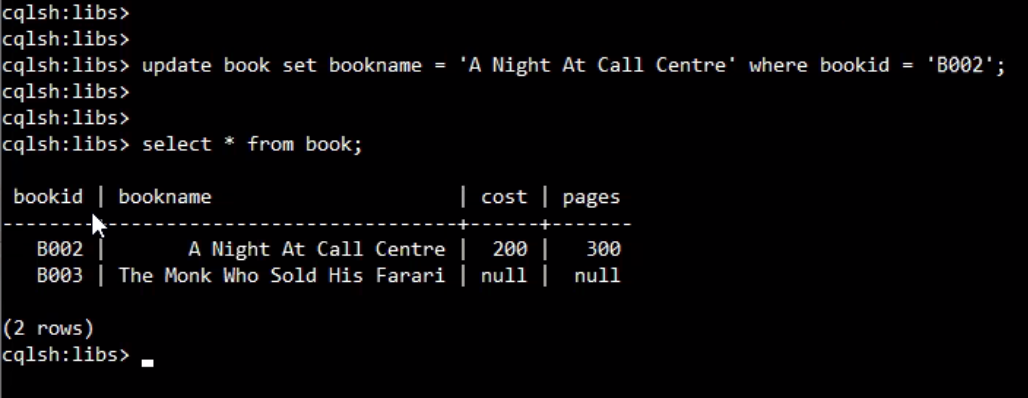 cqlsh:libs>
cqlsh:libs>
cqlsh:libs> update book set bookname = 'A Night At Call Centre' where bookid = 'B002';
cqlsh:libs>
cqlsh:libs>
cqlsh:libs> select * from book;
 bookid | bookname                     | cost | pages
--------+------------------------------+------+-------
   B002 |       A Night At Call Centre |  200 |   300
   B003 | The Monk Who Sold His Farari | null |  null
(2 rows)
cqlsh:libs>